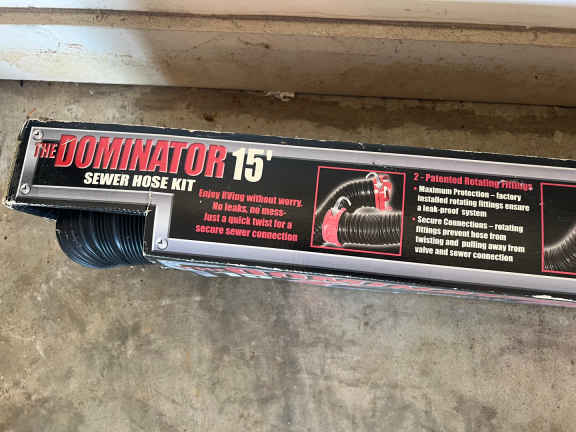 THE DOMINATOR 15'
SEWER HOSE KIT
Enjoy RVing without worry.
No leaks, no mess-
Just a quick twist for a
secure sewer connection
2 - Patented Rotating Fittings
• Maximum Protection – factory
installed rotating fittings ensure
a leak-proof system
• Secure Connections – rotating
fittings prevent hose from
twisting and pulling away from
valve and sewer connection